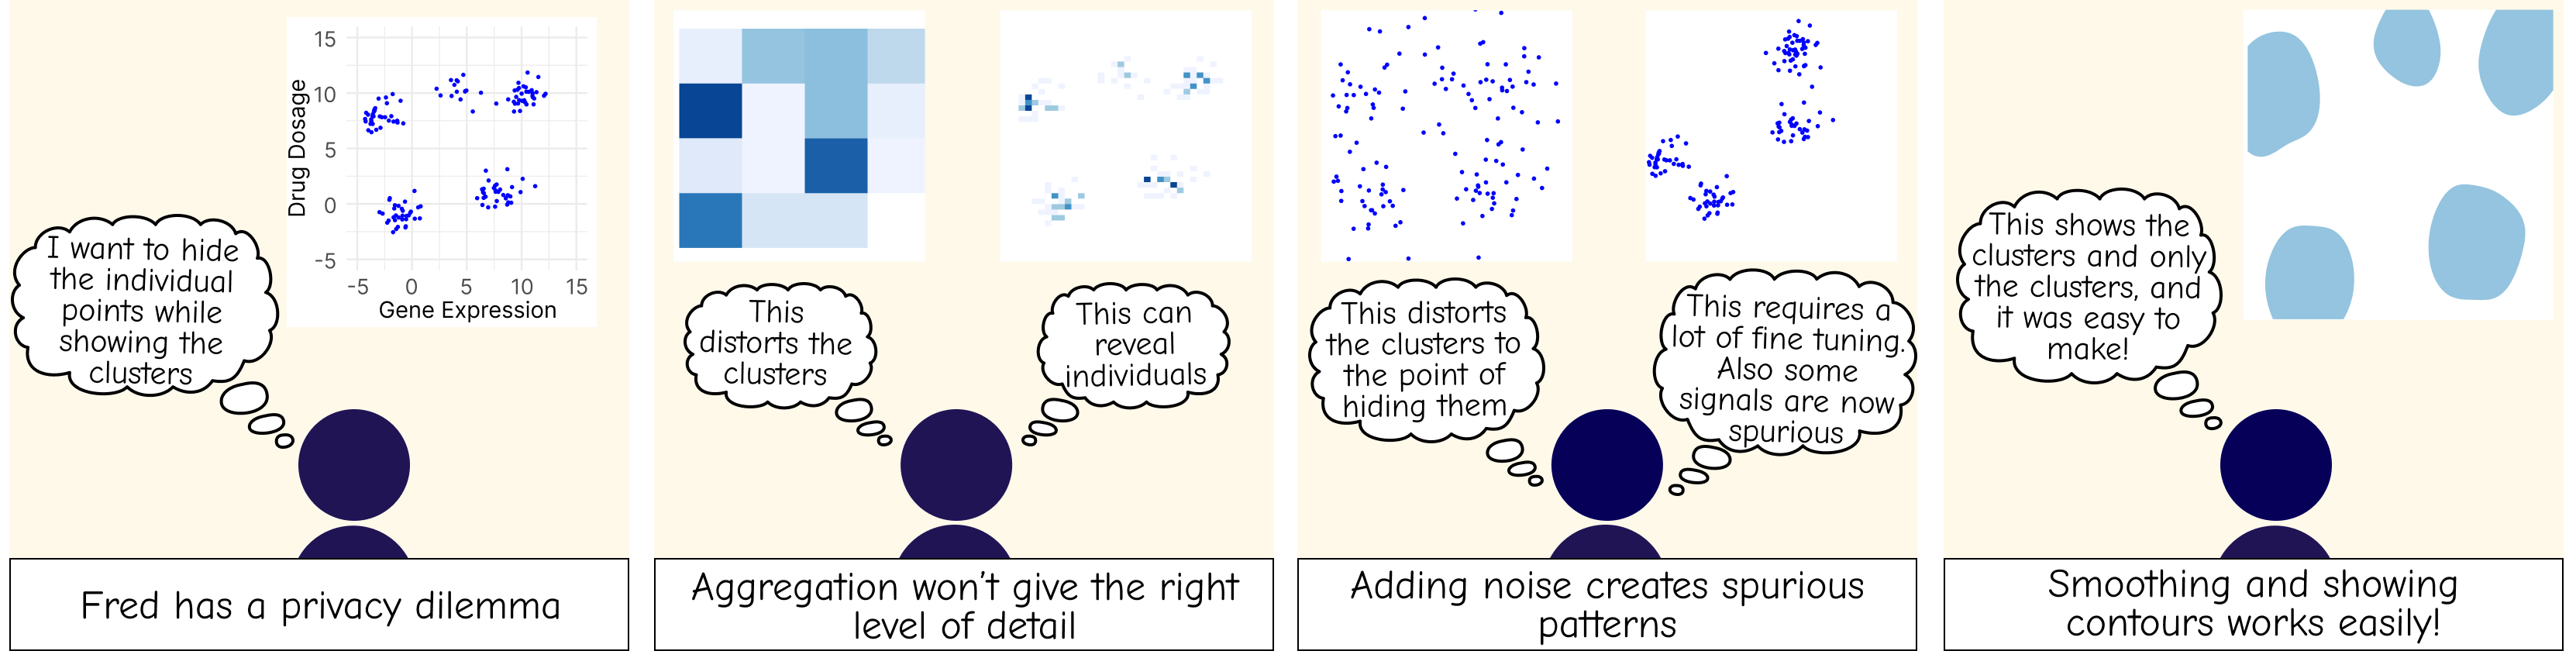 15
10
5
0
-5
Drug Dosage
-5 0 5 10 15
Gene Expression
I want to hide
the individual
points while
showing the
clusters
Fred has a privacy dilemma
This
distorts the
clusters
This can
reveal
individuals
Aggregation won't give the right
level of detail
This distorts
the clusters to
the point of
hiding them
This requires a
lot of fine tuning.
Also some
signals are now
spurious
Adding noise creates spurious
patterns
This shows the
clusters and only
the clusters, and
it was easy to
make!
Smoothing and showing
contours works easily!